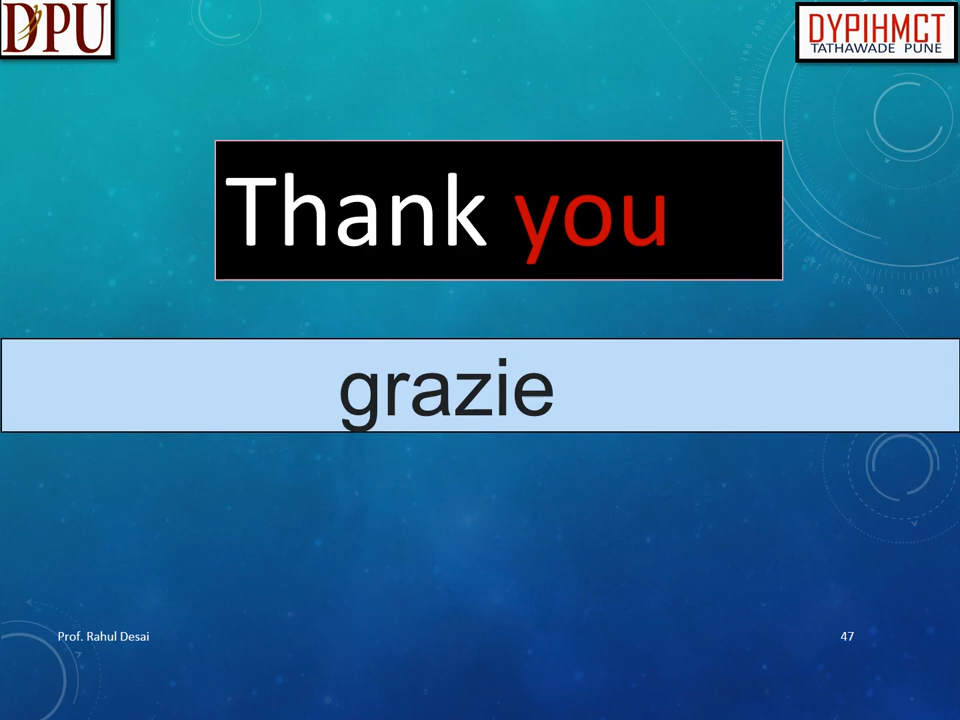 DPU
DYPIHMCT
TATHAWADE PUNE
Thank you
grazie
Prof. Rahul Desai
47